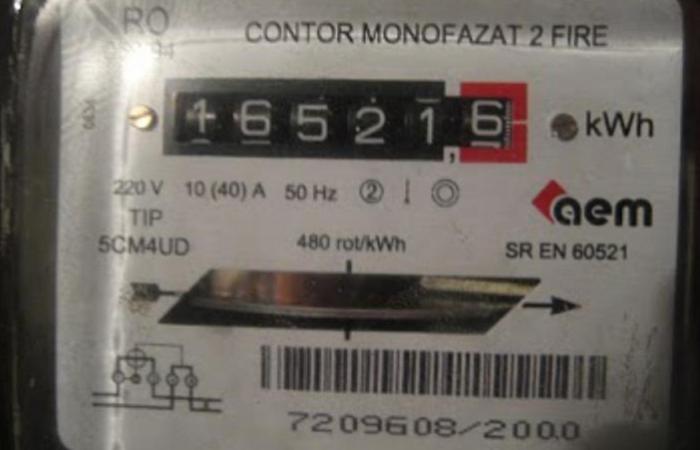 RO
CONTOR MONOFAZAT 2 FIRE
16521,6
kWh
220 V 10 (40) A 50 Hz 2
TIP
5CM4UD
480 rot/kWh
aem
SR EN 60521
7209608/2000